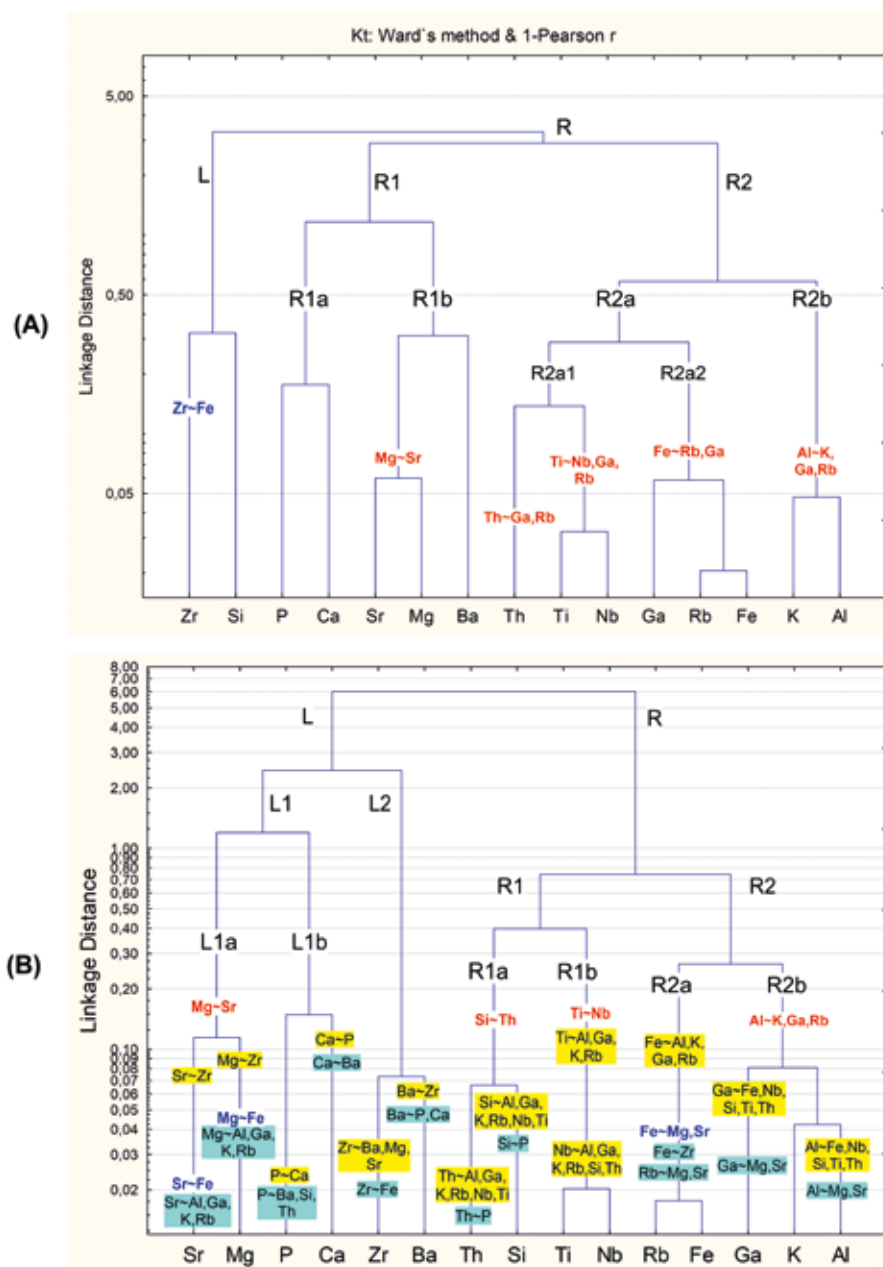 Kt: Ward`s method & 1-Pearson r
(A)
Linkage Distance
5,00
0,50
0,05
L
R
R1
R2
R1a
R1b
R2a
R2b
R2a1
R2a2
Zr~Fe
Mg~Sr
Th~Ga,Rb
Ti~Nb,Ga,
Rb
Fe~Rb,Ga
Al~K,
Ga,Rb
Zr Si P Ca Sr Mg Ba Th Ti Nb Ga Rb Fe K Al
(B)
Linkage Distance
8,00
7,00
6,00
5,00
4,00
3,00
2,00
1,00
0,90
0,80
0,70
0,60
0,50
0,40
0,30
0,20
0,10
0,09
0,08
0,07
0,06
0,05
0,04
0,03
0,02
L
R
L1
L2
R1
R2
L1a
L1b
R1a
R1b
R2a
R2b
Mg~Sr
Sr~Zr
Mg~Zr
Mg~Fe
Mg~Al,Ga,
K,Rb
Sr~Fe
Sr~Al,Ga,
K,Rb
Ca~P
Ca~Ba
P~Ca
P~Ba,Si,
Th
Ba~Zr
Ba~P,Ca
Zr~Ba,Mg,
Sr
Zr~Fe
Si~Th
Si~Al,Ga,
K,Rb,Nb,Ti
Si~P
Th~Al,Ga,
K,Rb,Nb,Ti
Th~P
Ti~Nb
Ti~Al,Ga,
K,Rb
Nb~Al,Ga,
K,Rb,Si,Th
Fe~Al,K,
Ga,Rb
Fe~Mg,Sr
Fe~Zr
Rb~Mg,Sr
Al~K,Ga,Rb
Ga~Fe,Nb,
Si,Ti,Th
Ga~Mg,Sr
Al~Fe,Nb,
Si,Ti,Th
Al~Mg,Sr
Sr Mg P Ca Zr Ba Th Si Ti Nb Rb Fe Ga K Al